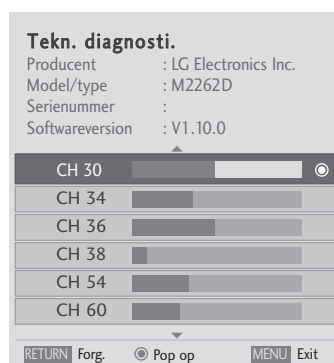 Tekn. diagnosti.
Producent : LG Electronics Inc.
Model/type : M2262D
Serienummer :
Softwareversion : V1.10.0
CH 30
CH 34
CH 36
CH 38
CH 54
CH 60
RETURN Forg. Pop op MENU Exit